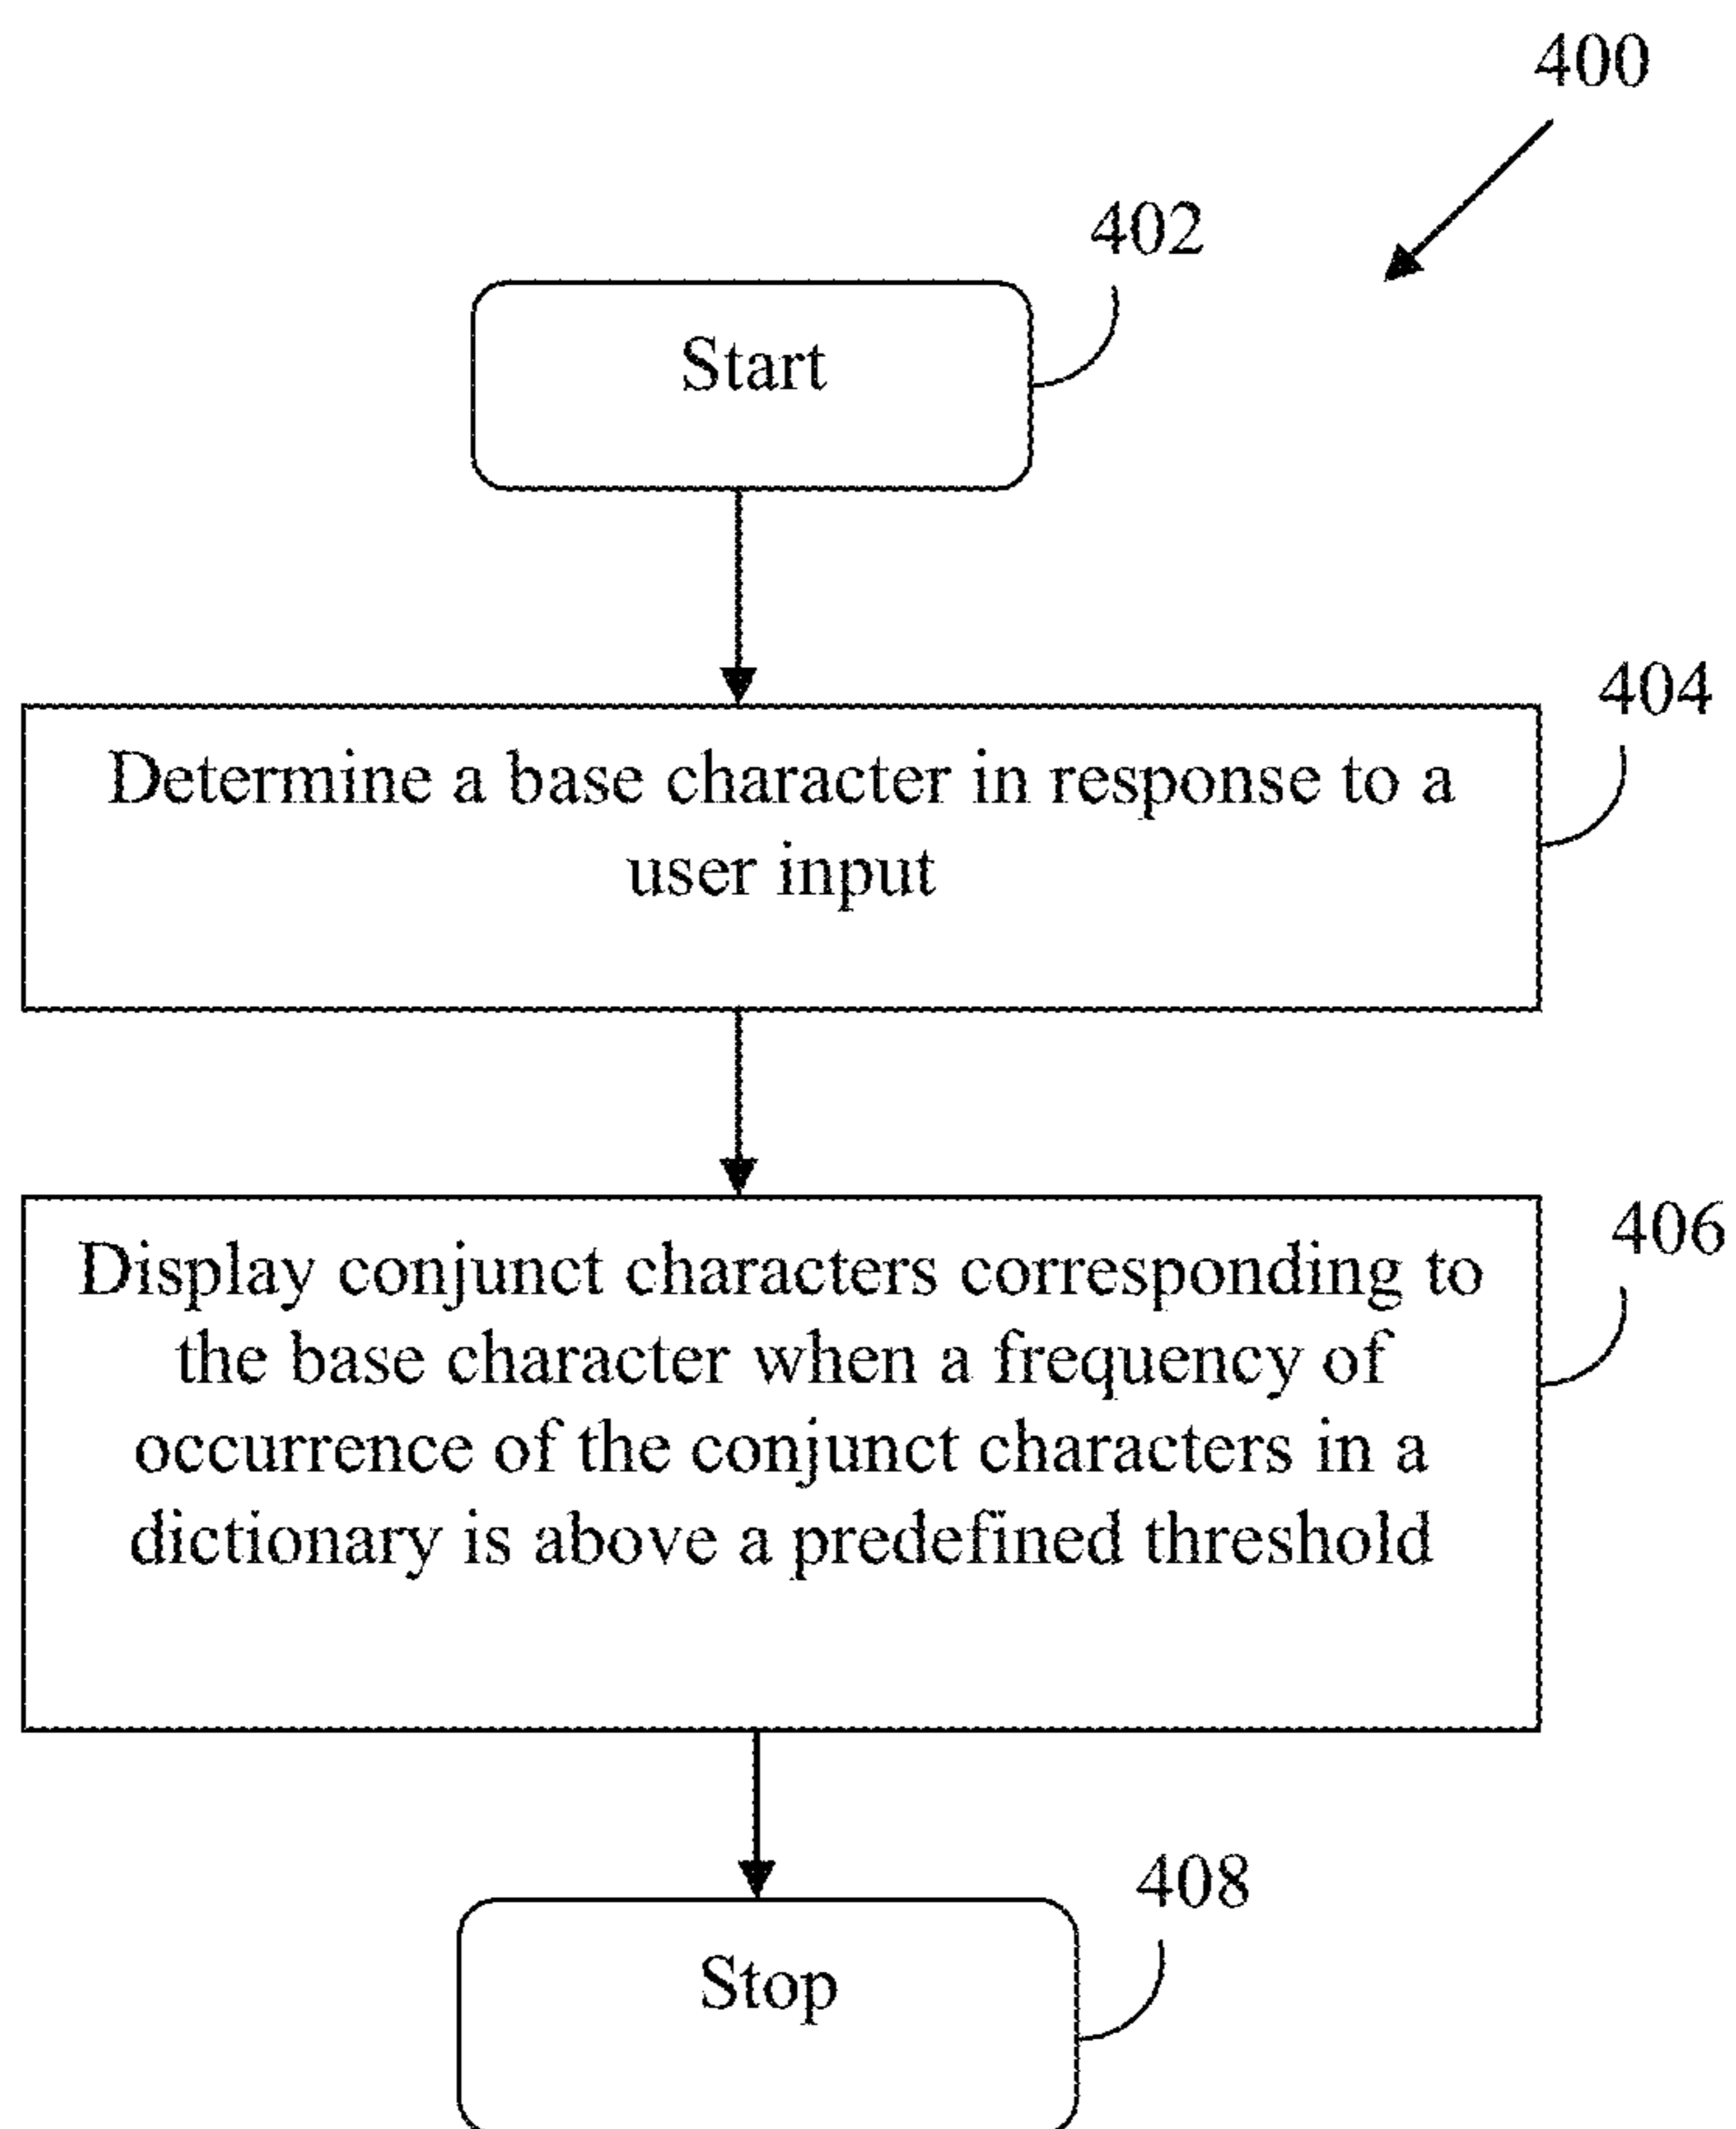 400
402
Start
404
Determine a base character in response to a
user input
406
Display conjunct characters corresponding to
the base character when a frequency of
occurrence of the conjunct characters in a
dictionary is above a predefined threshold
408
Stop